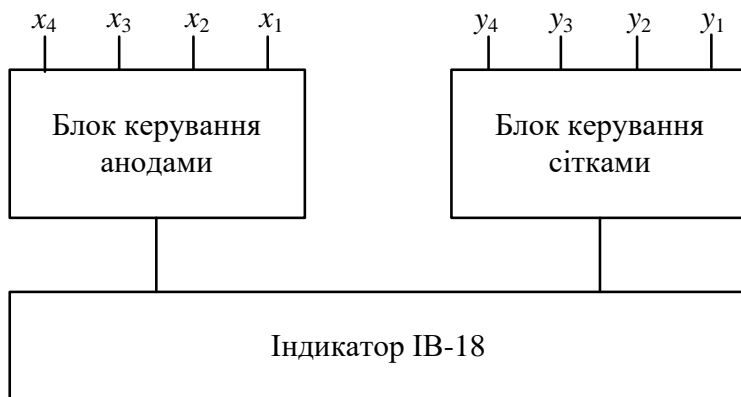 x4 x3 x2 x1 y4 y3 y2 y1
Блок керування
анодами
Блок керування
сітками
Індикатор ІВ-18